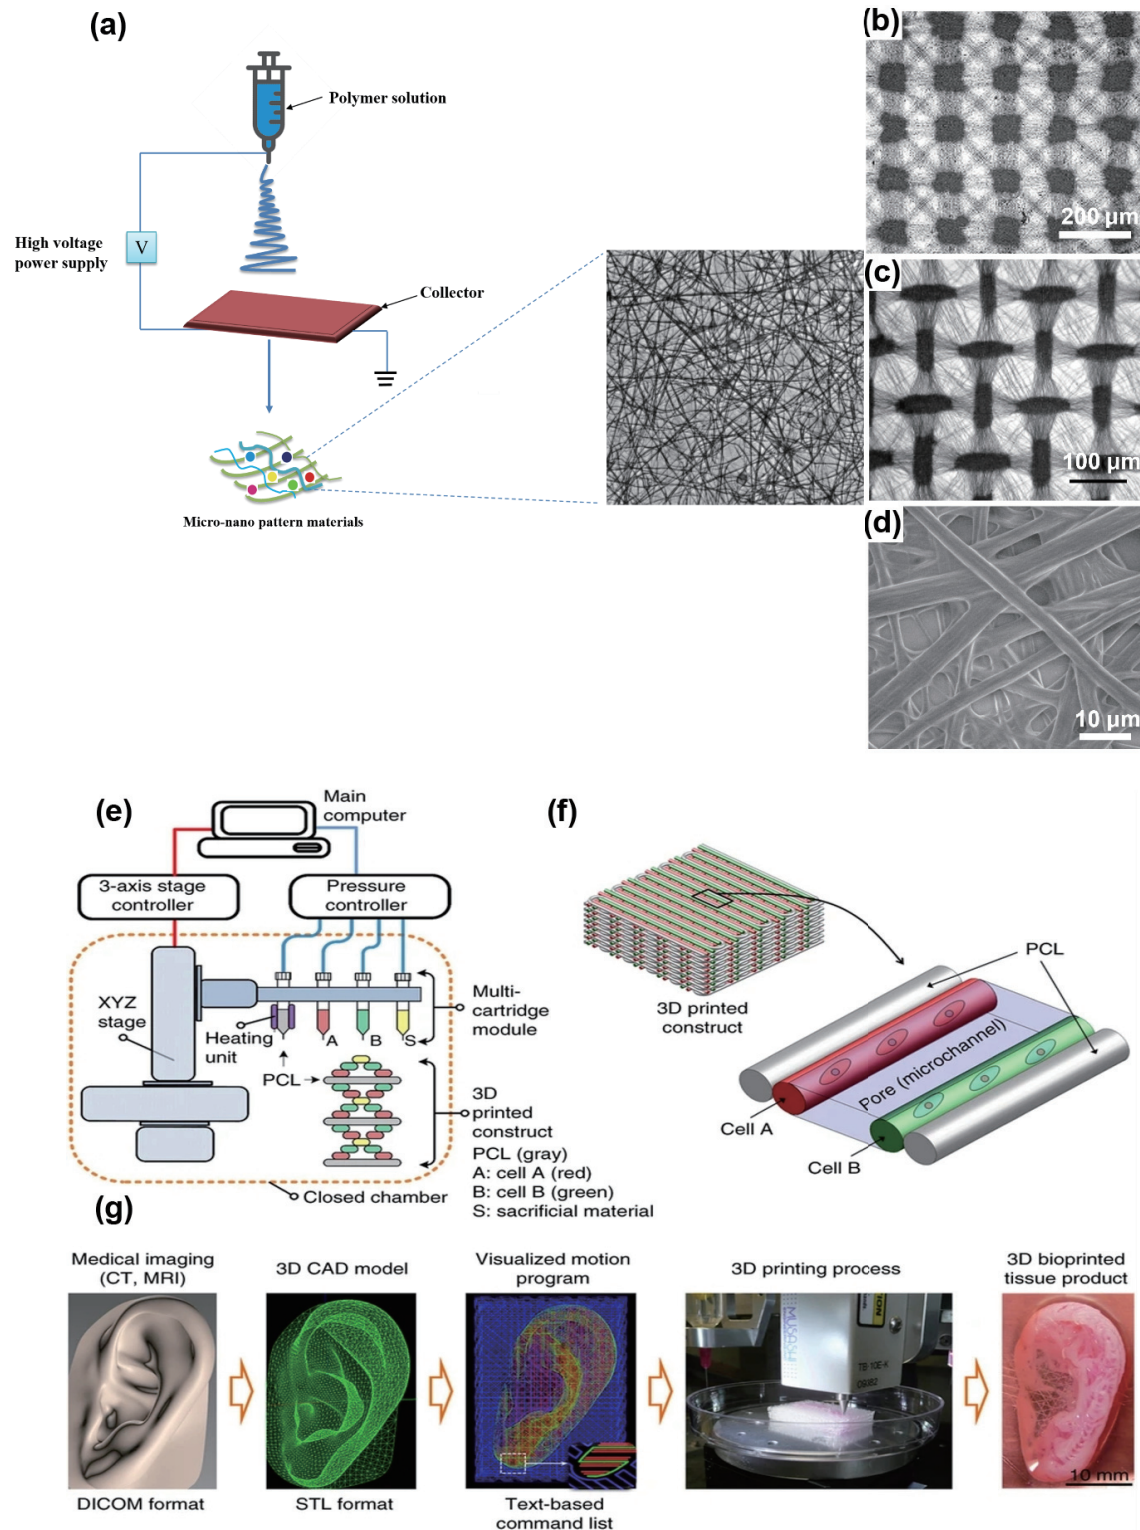 (a)
Polymer solution
High voltage
power supply
V
Collector
Micro-nano pattern materials
(b)
200 μm
(c)
100 μm
(d)
10 μm
(e)
Main
computer
3-axis stage
controller
Pressure
controller
XYZ
stage
Heating
unit
A
B
S
Multi-
cartridge
module
PCL
3D
printed
construct
PCL (gray)
A: cell A (red)
B: cell B (green)
S: sacrificial material
Closed chamber
(f)
3D printed
construct
PCL
Pore (microchannel)
Cell A
Cell B
(g)
Medical imaging
(CT, MRI)
DICOM format
3D CAD model
STL format
Visualized motion
program
Text-based
command list
3D printing process
MUSASHI
TB-10E-K
09I82
3D bioprinted
tissue product
10 mm